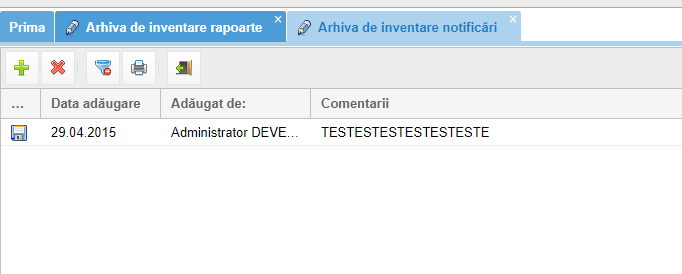 Prima Arhiva de inventare rapoarte Arhiva de inventare notificări
... Data adăugare Adăugat de: Comentarii
29.04.2015 Administrator DEVE... TESTESTESTESTESTESTE